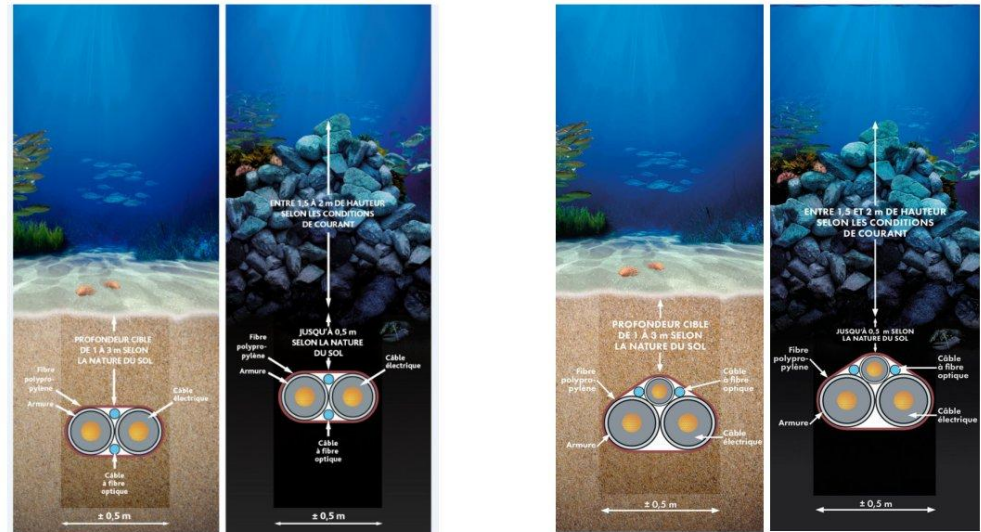 PROFONDEUR CIBLE
DE 1 À 3 m SELON
LA NATURE DU SOL
Fibre
polypro-
pylène
Armure
Câble
électrique
Câble
à fibre
optique
± 0,5 m
ENTRE 1,5 À 2 m DE HAUTEUR
SELON LES CONDITIONS
DE COURANT
JUSQU'À 0,5 m
SELON LA NATURE
DU SOL
Fibre
polypro-
pylène
Armure
Câble
électrique
Câble
à fibre
optique
± 0,5 m
PROFONDEUR CIBLE
DE 1 À 3 m SELON
LA NATURE DU SOL
Fibre
polypro-
pylène
Câble
à fibre
optique
Armure
Câble
électrique
± 0,5 m
ENTRE 1,5 ET 2 m DE HAUTEUR
SELON LES CONDITIONS
DE COURANT
JUSQU'À 0,5 m SELON
LA NATURE DU SOL
Fibre
polypro-
pylène
Câble
à fibre
optique
Armure
Câble
électrique
± 0,5 m